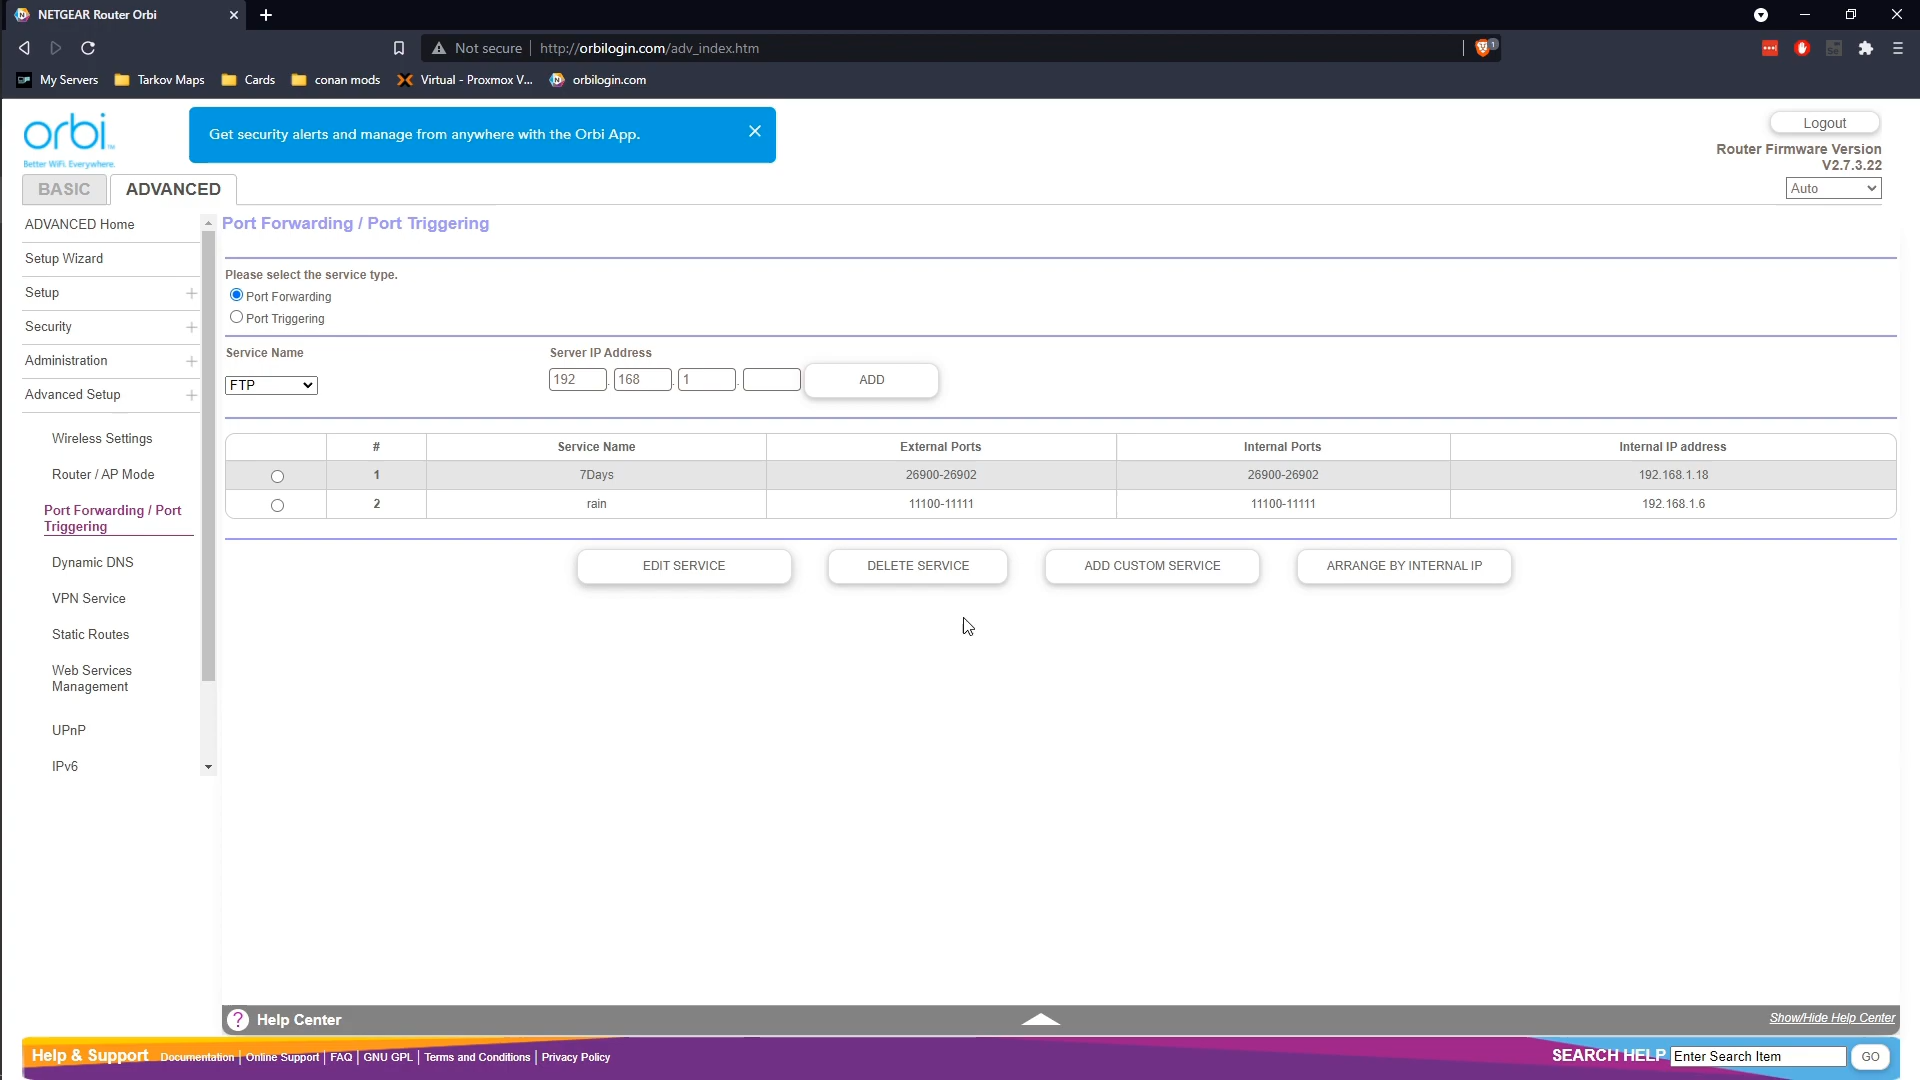 NETGEAR Router Orbi
Not secure | http://orbilogin.com/adv_index.htm
1
My Servers Tarkov Maps Cards conan mods Virtual - Proxmox V... orbilogin.com
orbi™
Better WiFi. Everywhere.
Get security alerts and manage from anywhere with the Orbi App.
Logout
Router Firmware Version
V2.7.3.22
Auto
BASIC ADVANCED
ADVANCED Home
Setup Wizard
Setup
Security
Administration
Advanced Setup
Wireless Settings
Router / AP Mode
Port Forwarding / Port
Triggering
Dynamic DNS
VPN Service
Static Routes
Web Services
Management
UPnP
IPv6
Port Forwarding / Port Triggering
Please select the service type.
Port Forwarding
Port Triggering
Service Name Server IP Address
FTP 192 . 168 . 1 . ADD
# Service Name External Ports Internal Ports Internal IP address
1 7Days 26900-26902 26900-26902 192.168.1.18
2 rain 11100-11111 11100-11111 192.168.1.6
EDIT SERVICE DELETE SERVICE ADD CUSTOM SERVICE ARRANGE BY INTERNAL IP
? Help Center Show/Hide Help Center
Help & Support Documentation | Online Support | FAQ | GNU GPL | Terms and Conditions | Privacy Policy SEARCH HELP Enter Search Item GO